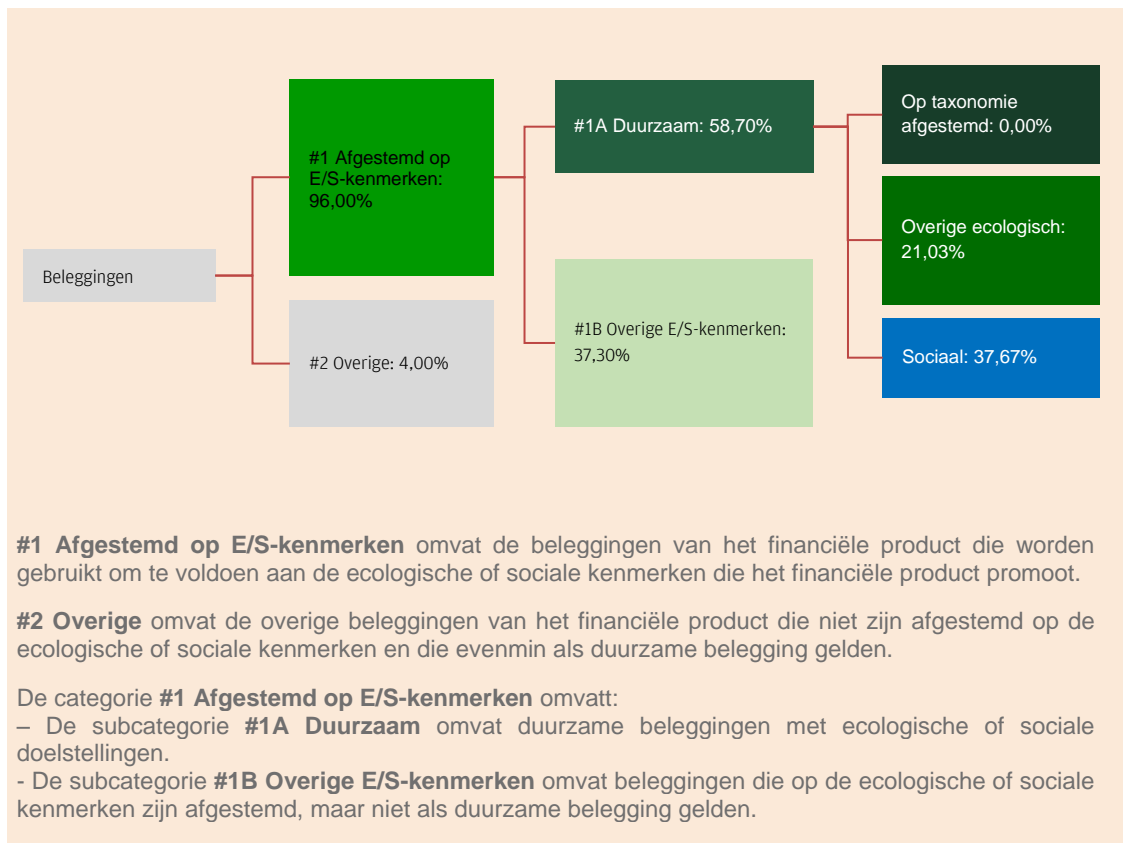 Beleggingen
#1 Afgestemd op
E/S-kenmerken:
96,00%
#2 Overige: 4,00%
#1A Duurzaam: 58,70%
#1B Overige E/S-kenmerken:
37,30%
Op taxonomie
afgestemd: 0,00%
Overige ecologisch:
21,03%
Sociaal: 37,67%
#1 Afgestemd op E/S-kenmerken omvat de beleggingen van het financiële product die worden
gebruikt om te voldoen aan de ecologische of sociale kenmerken die het financiële product promoot.
#2 Overige omvat de overige beleggingen van het financiële product die niet zijn afgestemd op de
ecologische of sociale kenmerken en die evenmin als duurzame belegging gelden.
De categorie #1 Afgestemd op E/S-kenmerken omvatt:
– De subcategorie #1A Duurzaam omvat duurzame beleggingen met ecologische of sociale
doelstellingen.
- De subcategorie #1B Overige E/S-kenmerken omvat beleggingen die op de ecologische of sociale
kenmerken zijn afgestemd, maar niet als duurzame belegging gelden.